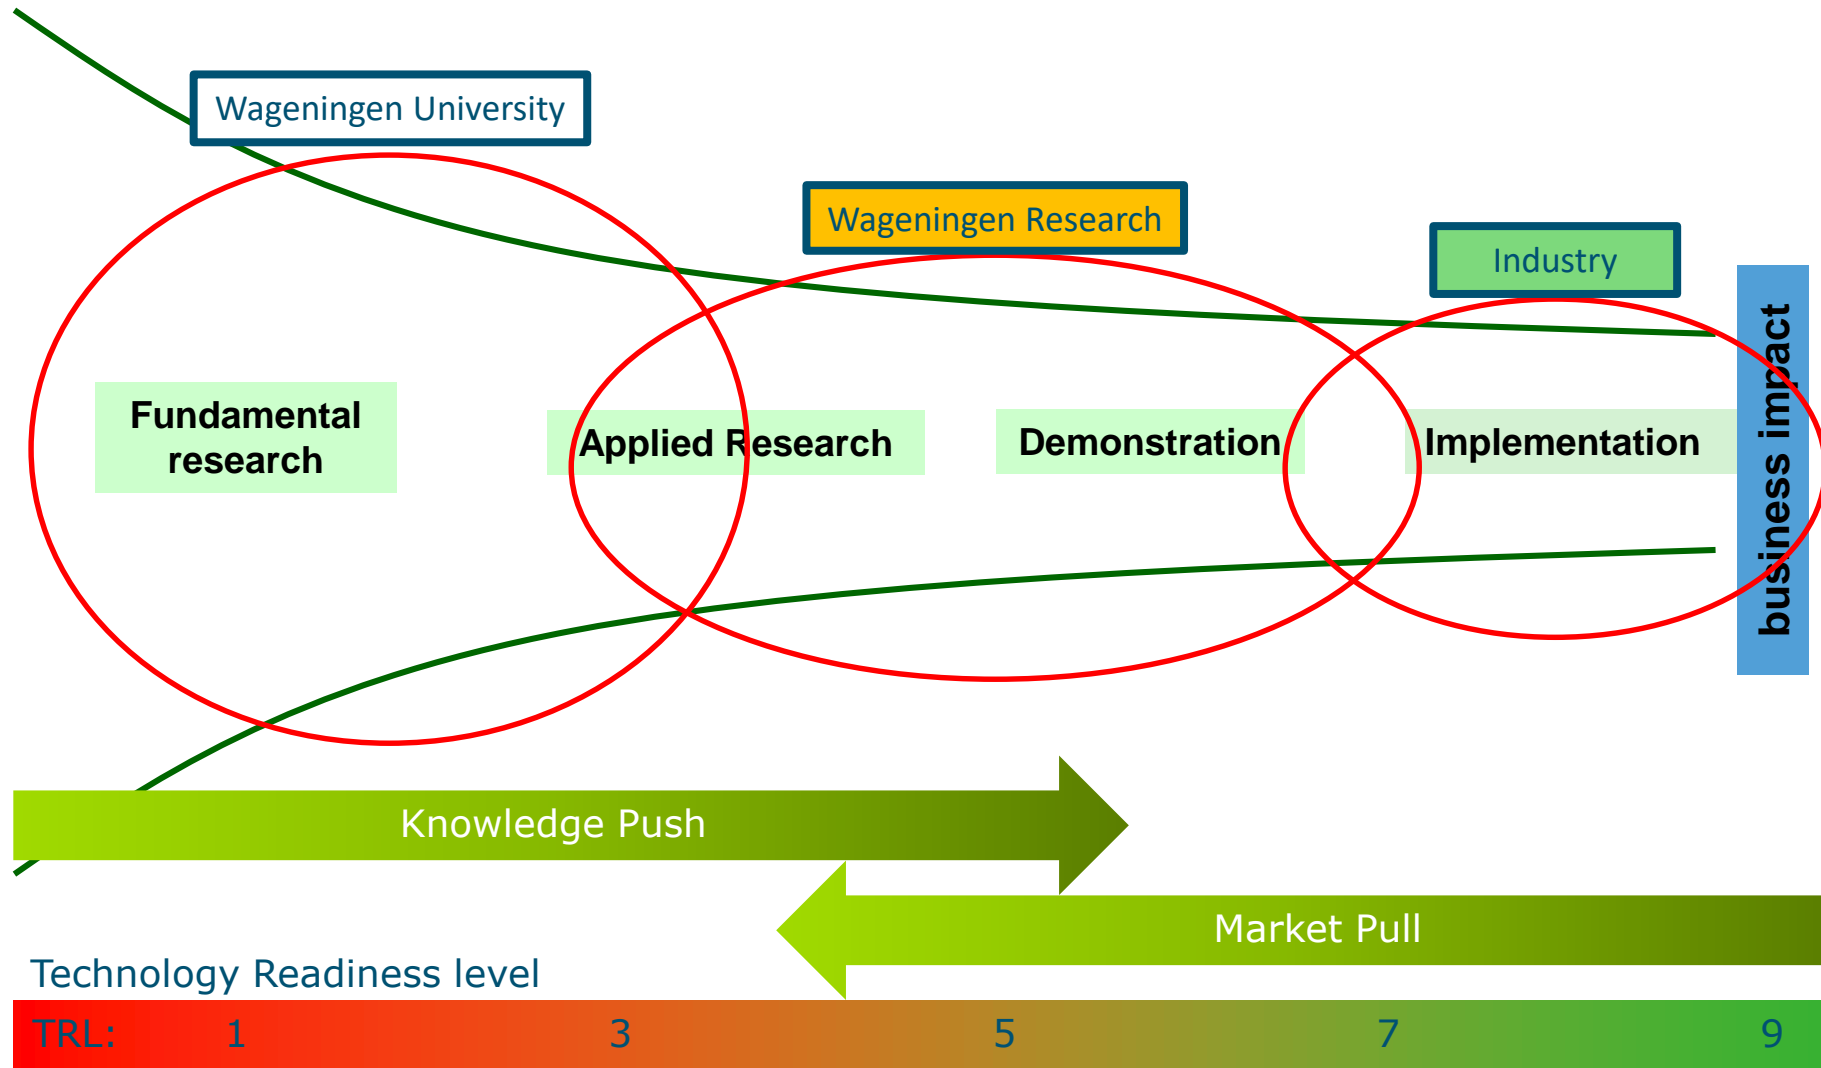 Wageningen University
Wageningen Research
Industry
Fundamental
research
Applied Research
Demonstration
Implementation
business impact
Knowledge Push
Market Pull
Technology Readiness level
TRL: 1 3 5 7 9